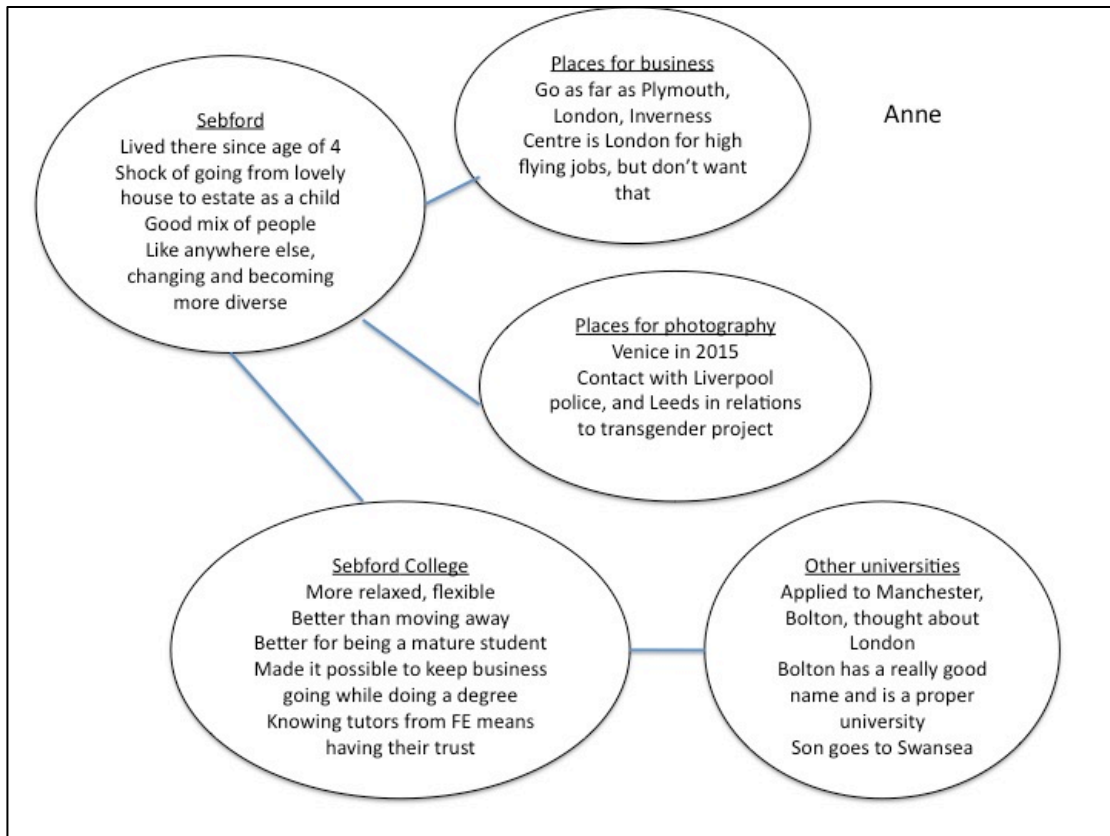 Sebford
Lived there since age of 4
Shock of going from lovely
house to estate as a child
Good mix of people
Like anywhere else,
changing and becoming
more diverse
Places for business
Go as far as Plymouth,
London, Inverness
Centre is London for high
flying jobs, but don’t want
that
Anne
Places for photography
Venice in 2015
Contact with Liverpool
police, and Leeds in relations
to transgender project
Sebford College
More relaxed, flexible
Better than moving away
Better for being a mature student
Made it possible to keep business
going while doing a degree
Knowing tutors from FE means
having their trust
Other universities
Applied to Manchester,
Bolton, thought about
London
Bolton has a really good
name and is a proper
university
Son goes to Swansea